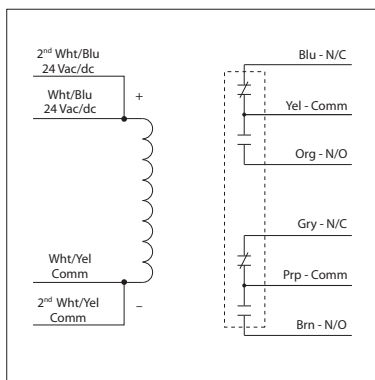 2nd Wht/Blu
24 Vac/dc
Wht/Blu
24 Vac/dc
+
Wht/Yel
Comm
2nd Wht/Yel
Comm
–
Blu - N/C
Yel - Comm
Org - N/O
Gry - N/C
Prp - Comm
Brn - N/O